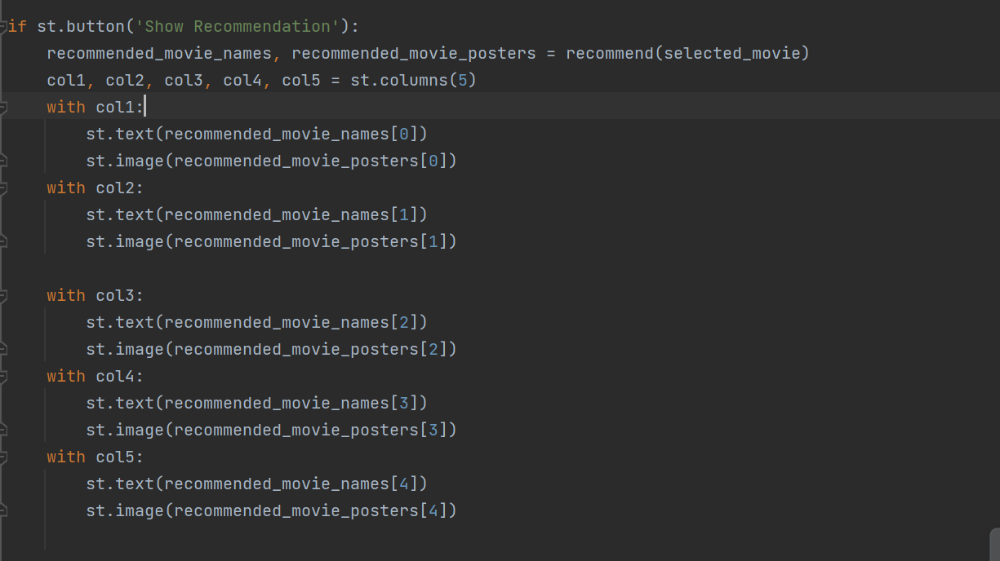 if st.button('Show Recommendation'):
    recommended_movie_names, recommended_movie_posters = recommend(selected_movie)
    col1, col2, col3, col4, col5 = st.columns(5)
    with col1:
        st.text(recommended_movie_names[0])
        st.image(recommended_movie_posters[0])
    with col2:
        st.text(recommended_movie_names[1])
        st.image(recommended_movie_posters[1])

    with col3:
        st.text(recommended_movie_names[2])
        st.image(recommended_movie_posters[2])
    with col4:
        st.text(recommended_movie_names[3])
        st.image(recommended_movie_posters[3])
    with col5:
        st.text(recommended_movie_names[4])
        st.image(recommended_movie_posters[4])